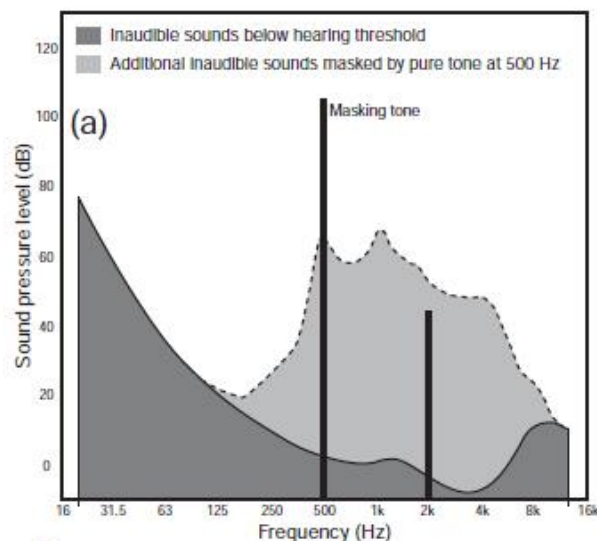 Inaudible sounds below hearing threshold
Additional inaudible sounds masked by pure tone at 500 Hz
(a)
Masking tone
Sound pressure level (dB)
120
100
80
60
40
20
0
16 31.5 63 125 250 500 1k 2k 4k 8k 16k
Frequency (Hz)